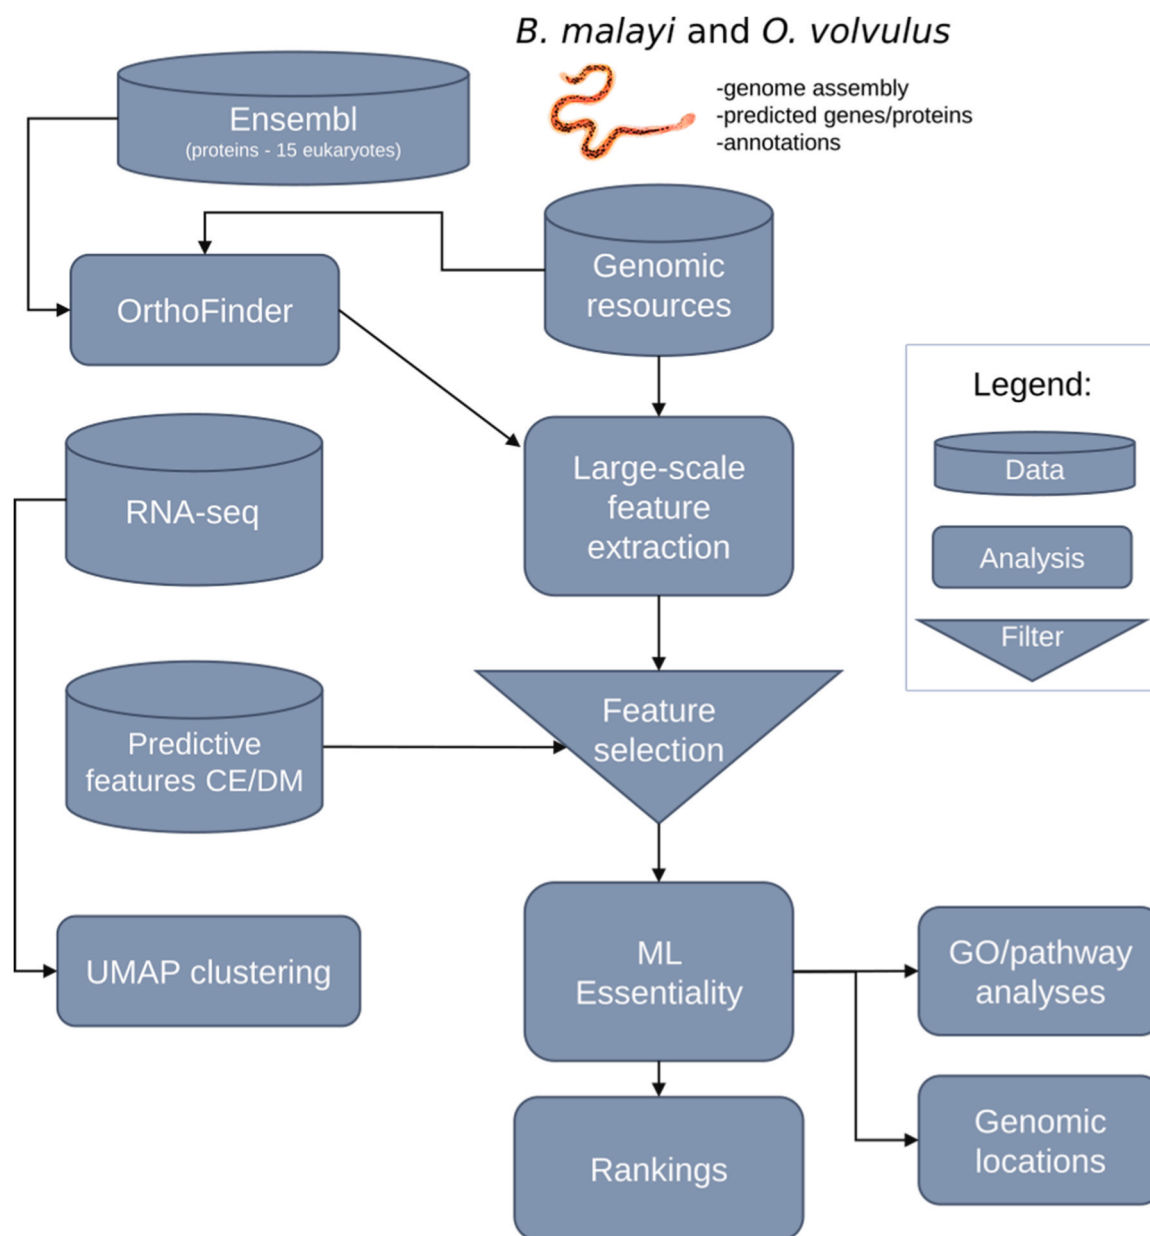 B. malayi and O. volvulus
-genome assembly
-predicted genes/proteins
-annotations
Ensembl
(proteins - 15 eukaryotes)
Genomic
resources
OrthoFinder
Legend:
Data
Analysis
Filter
Large-scale
feature
extraction
RNA-seq
Feature
selection
Predictive
features CE/DM
ML
Essentiality
UMAP clustering
GO/pathway
analyses
Genomic
locations
Rankings